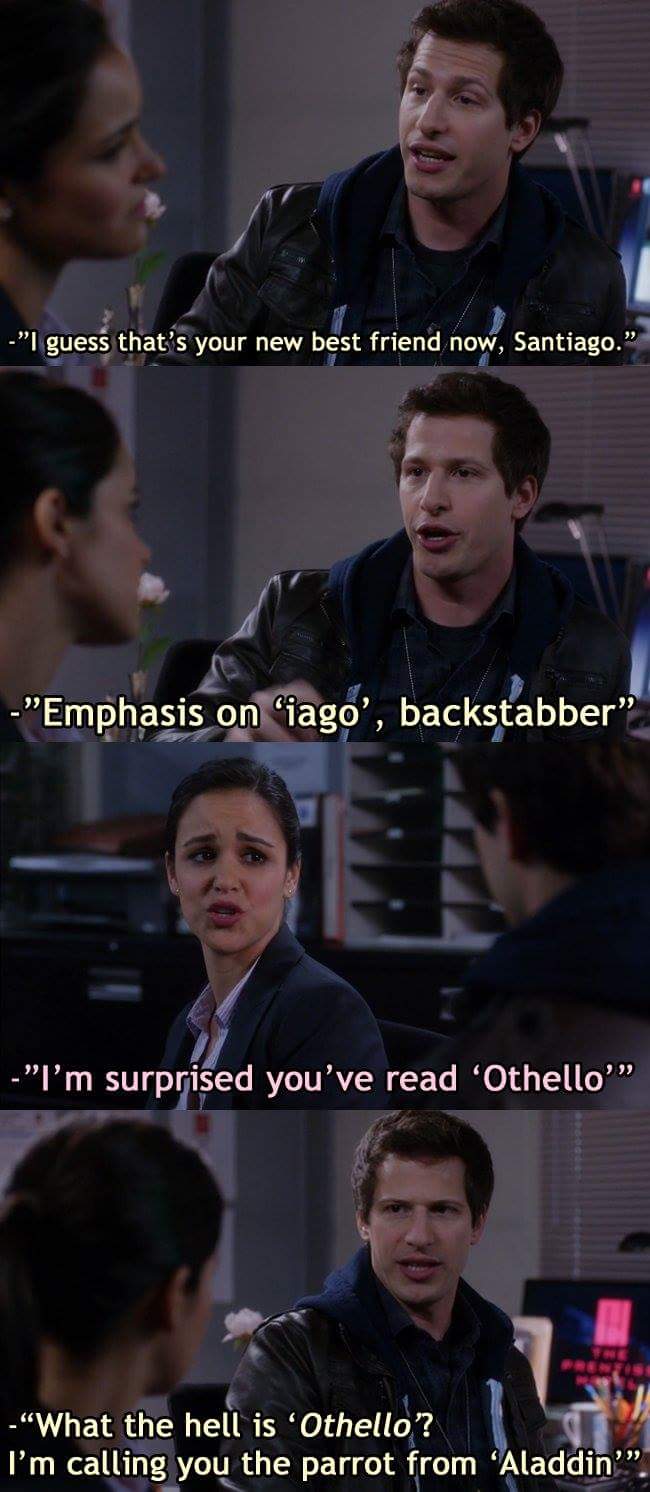 -”I guess that’s your new best friend now, Santiago.”
-”Emphasis on ‘iago’, backstabber”
-”I’m surprised you’ve read ‘Othello’”
THE
-“What the hell is ‘Othello’?
I’m calling you the parrot from ‘Aladdin’”